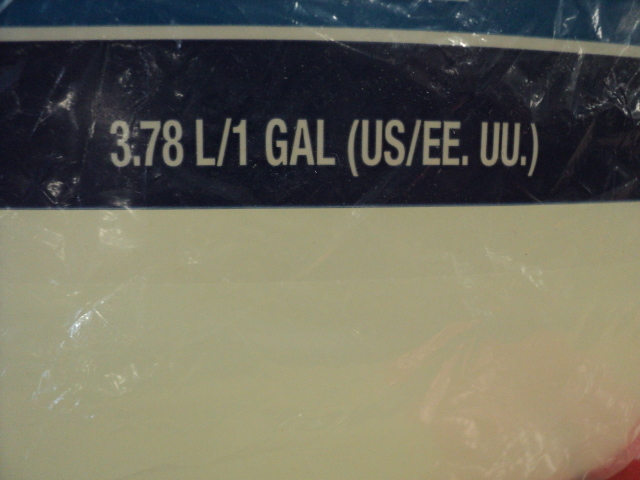 3.78 L/1 GAL (US/EE. UU.)